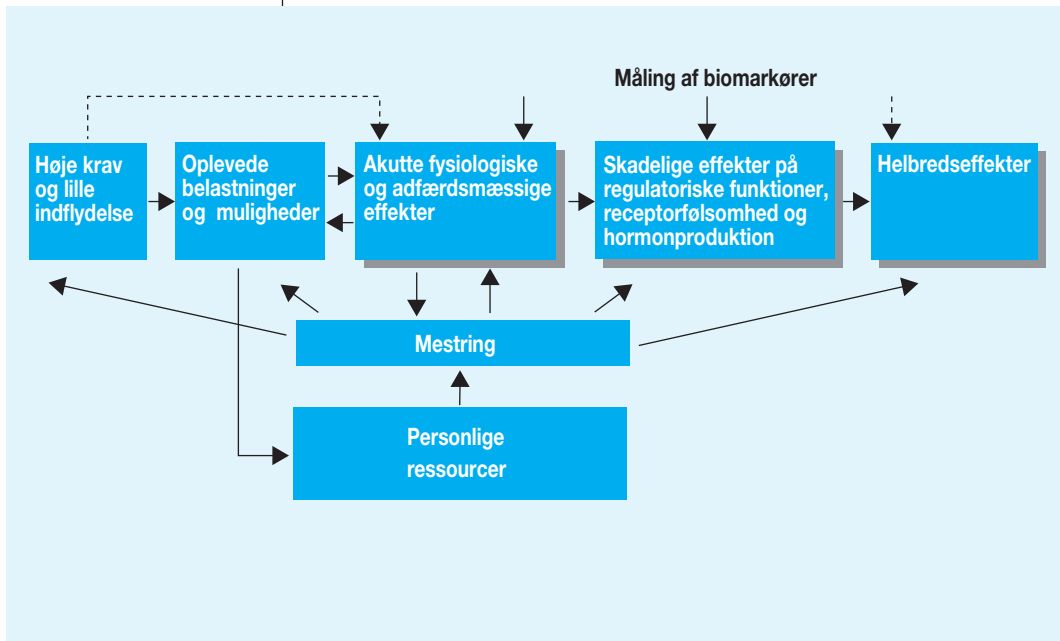 Måling af biomarkører
Høje krav
og lille
indflydelse
Oplevede
belastninger
og muligheder
Akutte fysiologiske
og adfærdsmæssige
effekter
Skadelige effekter på
regulatoriske funktioner,
receptorfølsomhed og
hormonproduktion
Helbredseffekter
Mestring
Personlige
ressourcer